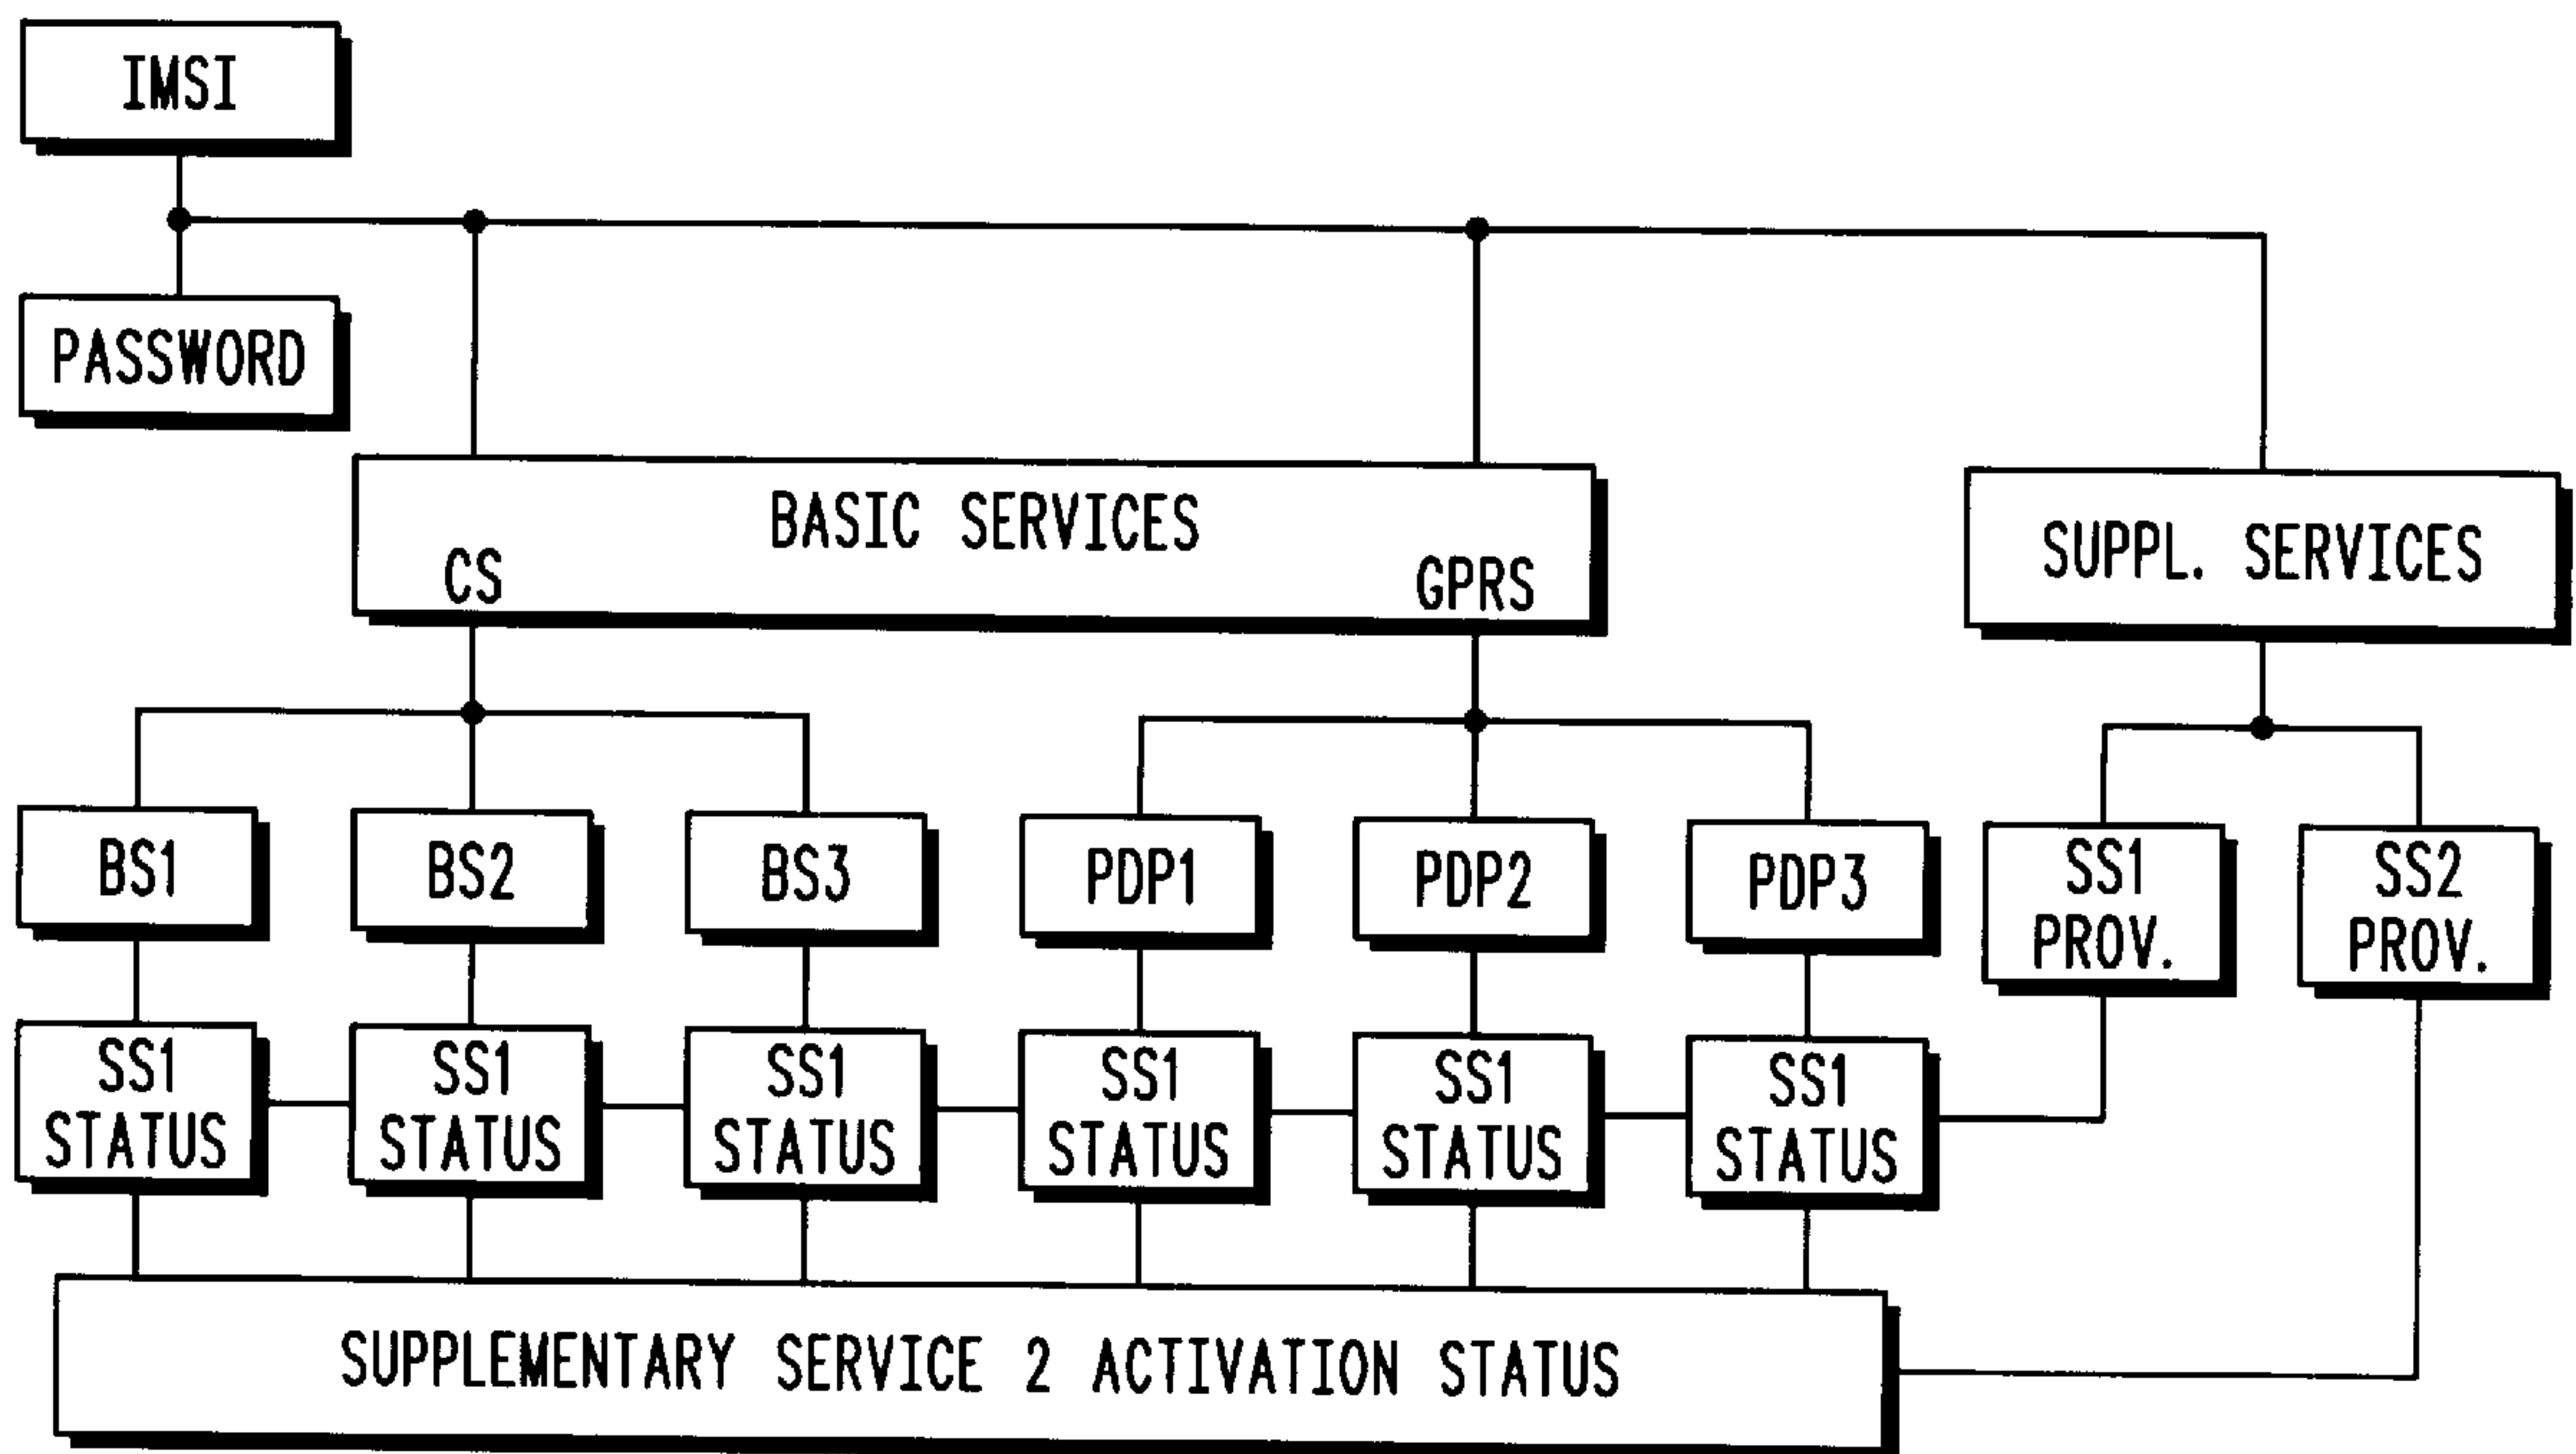 IMSI
PASSWORD
BASIC SERVICES
CS
GPRS
SUPPL. SERVICES
BS1
BS2
BS3
PDP1
PDP2
PDP3
SS1
PROV.
SS2
PROV.
SS1
STATUS
SS1
STATUS
SS1
STATUS
SS1
STATUS
SS1
STATUS
SS1
STATUS
SUPPLEMENTARY SERVICE 2 ACTIVATION STATUS